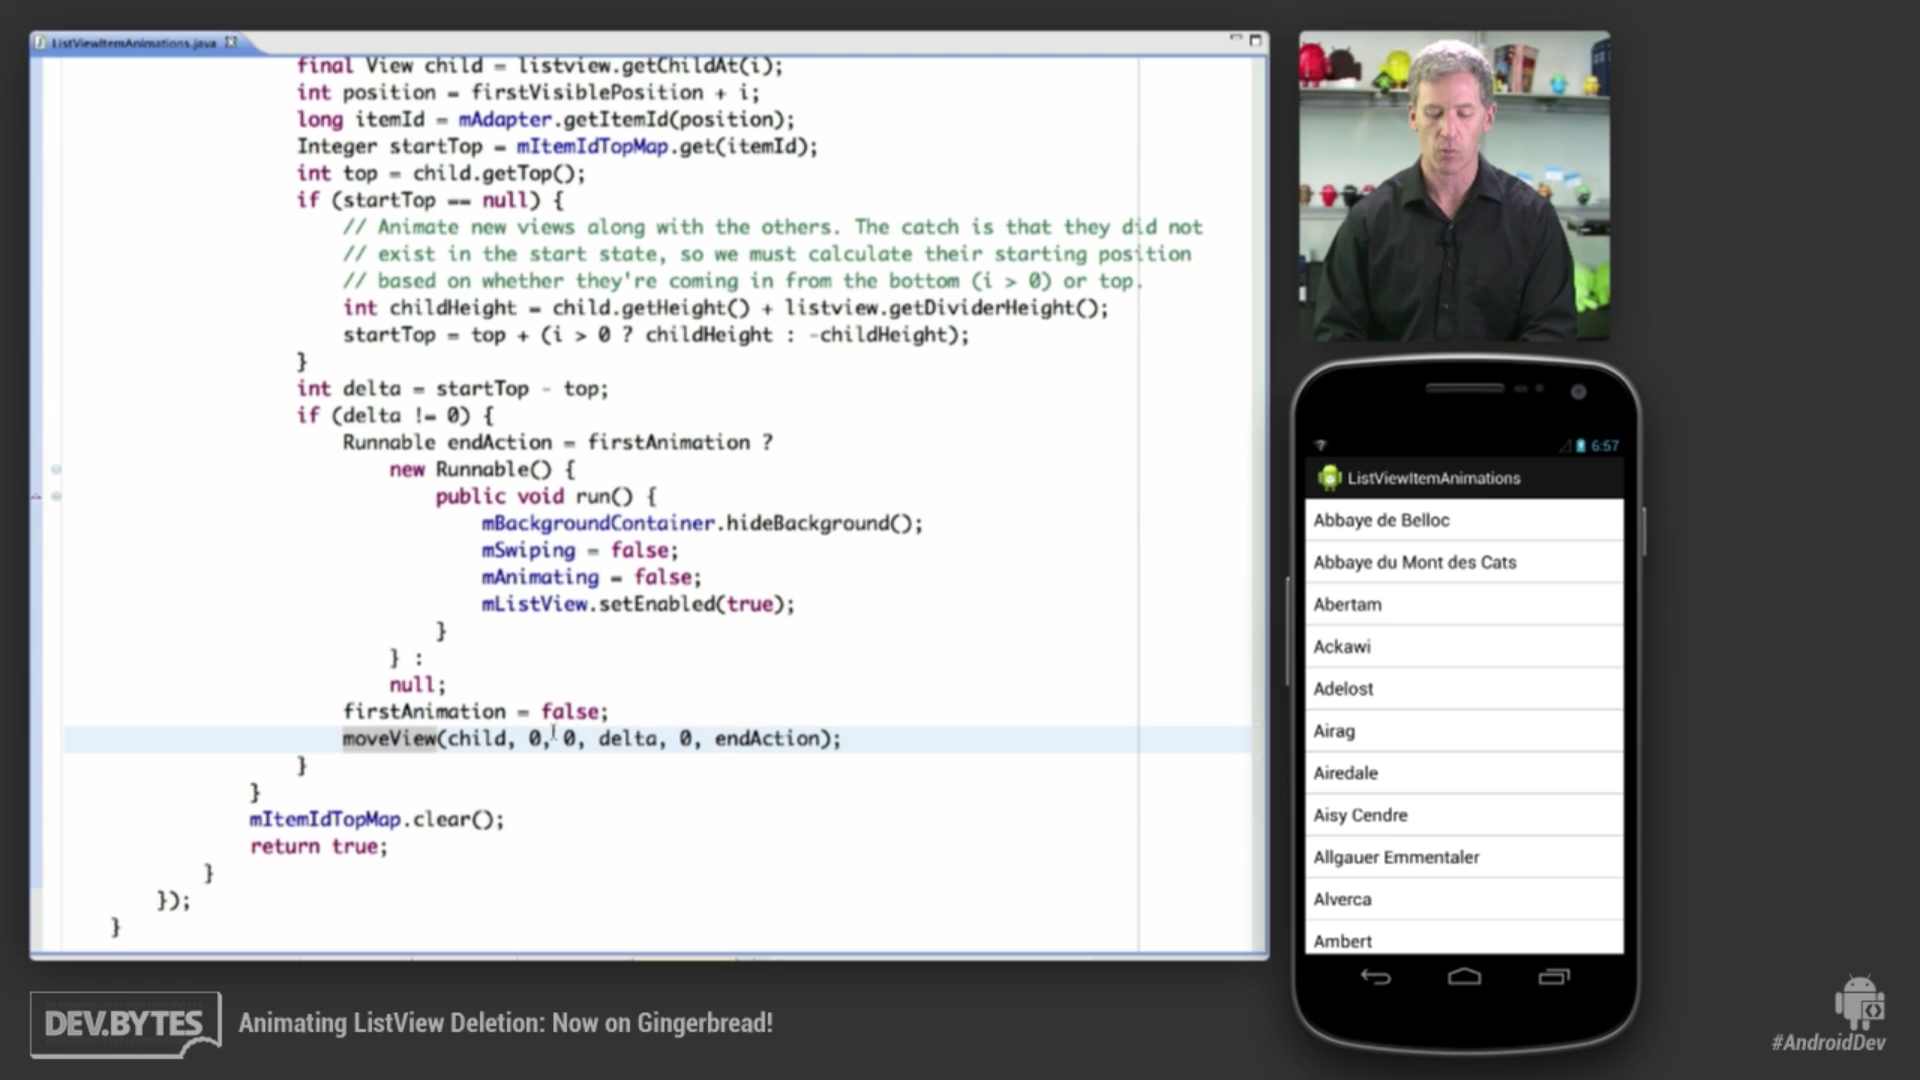 ListViewItemAnimations.java
final View child = listview.getChildAt(i);
int position = firstVisiblePosition + i;
long itemId = mAdapter.getItemId(position);
Integer startTop = mItemIdTopMap.get(itemId);
int top = child.getTop();
if (startTop == null) {
// Animate new views along with the others. The catch is that they did not
// exist in the start state, so we must calculate their starting position
// based on whether they're coming in from the bottom (i > 0) or top.
int childHeight = child.getHeight() + listview.getDividerHeight();
startTop = top + (i > 0 ? childHeight : -childHeight);
}
int delta = startTop - top;
if (delta != 0) {
Runnable endAction = firstAnimation ?
new Runnable() {
public void run() {
mBackgroundContainer.hideBackground();
mSwiping = false;
mAnimating = false;
mListView.setEnabled(true);
}
} :
null;
firstAnimation = false;
moveView(child, 0, 0, delta, 0, endAction);
}
}
mItemIdTopMap.clear();
return true;
}
});
}
6:57
ListViewItemAnimations
Abbaye de Belloc
Abbaye du Mont des Cats
Abertam
Ackawi
Adelost
Airag
Airedale
Aisy Cendre
Allgauer Emmentaler
Alverca
Ambert
DEV.BYTES
Animating ListView Deletion: Now on Gingerbread!
#AndroidDev